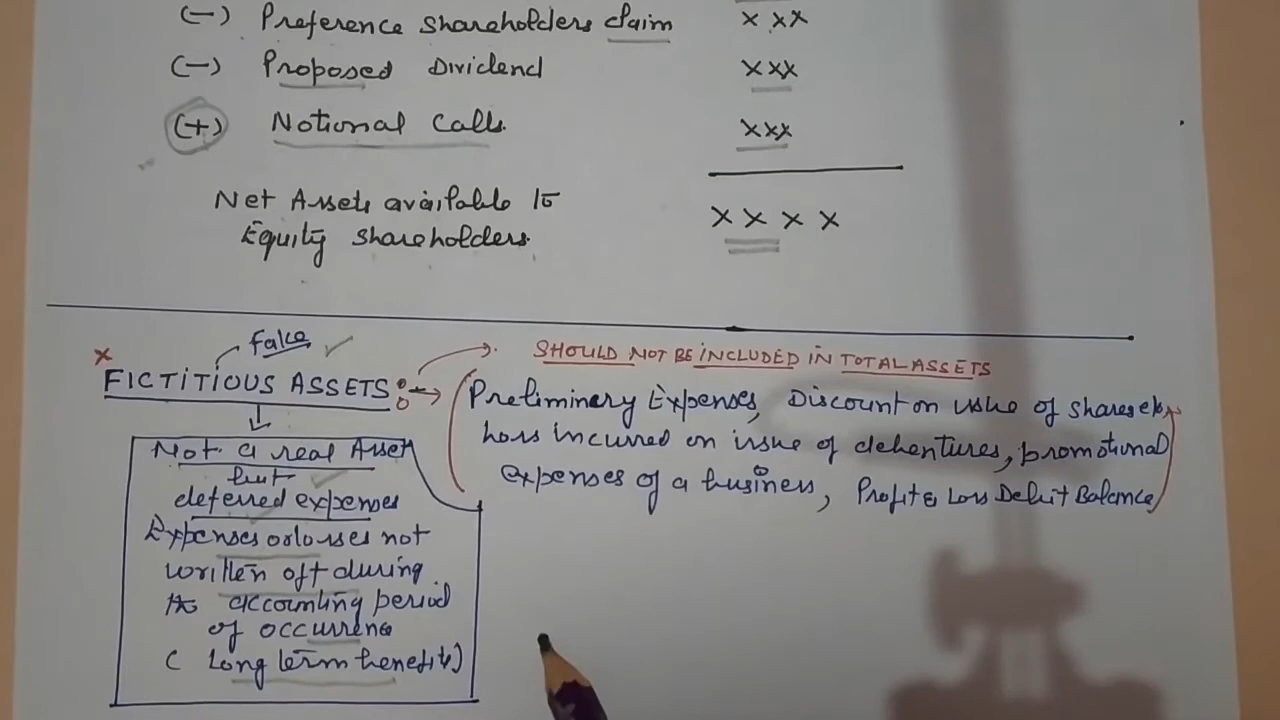 (-) Preference shareholders claim xxx
(-) Proposed Dividend xxx
(+) Notional Calls. xxx
Net Assets available to
Equity shareholders. xxxx
Fake
SHOULD NOT BE INCLUDED IN TOTAL ASSETS
x
FICTITIOUS ASSETS:
Preliminary Expenses, Discount on issue of shares etc,
loss incurred on issue of debentures, promotional
expenses of a business, Profit & Loss Debit Balance
Not a real Asset
but
deferred expenses
Expenses or losses not
written off during
the accounting period
of occurrence
( Long term benefits)